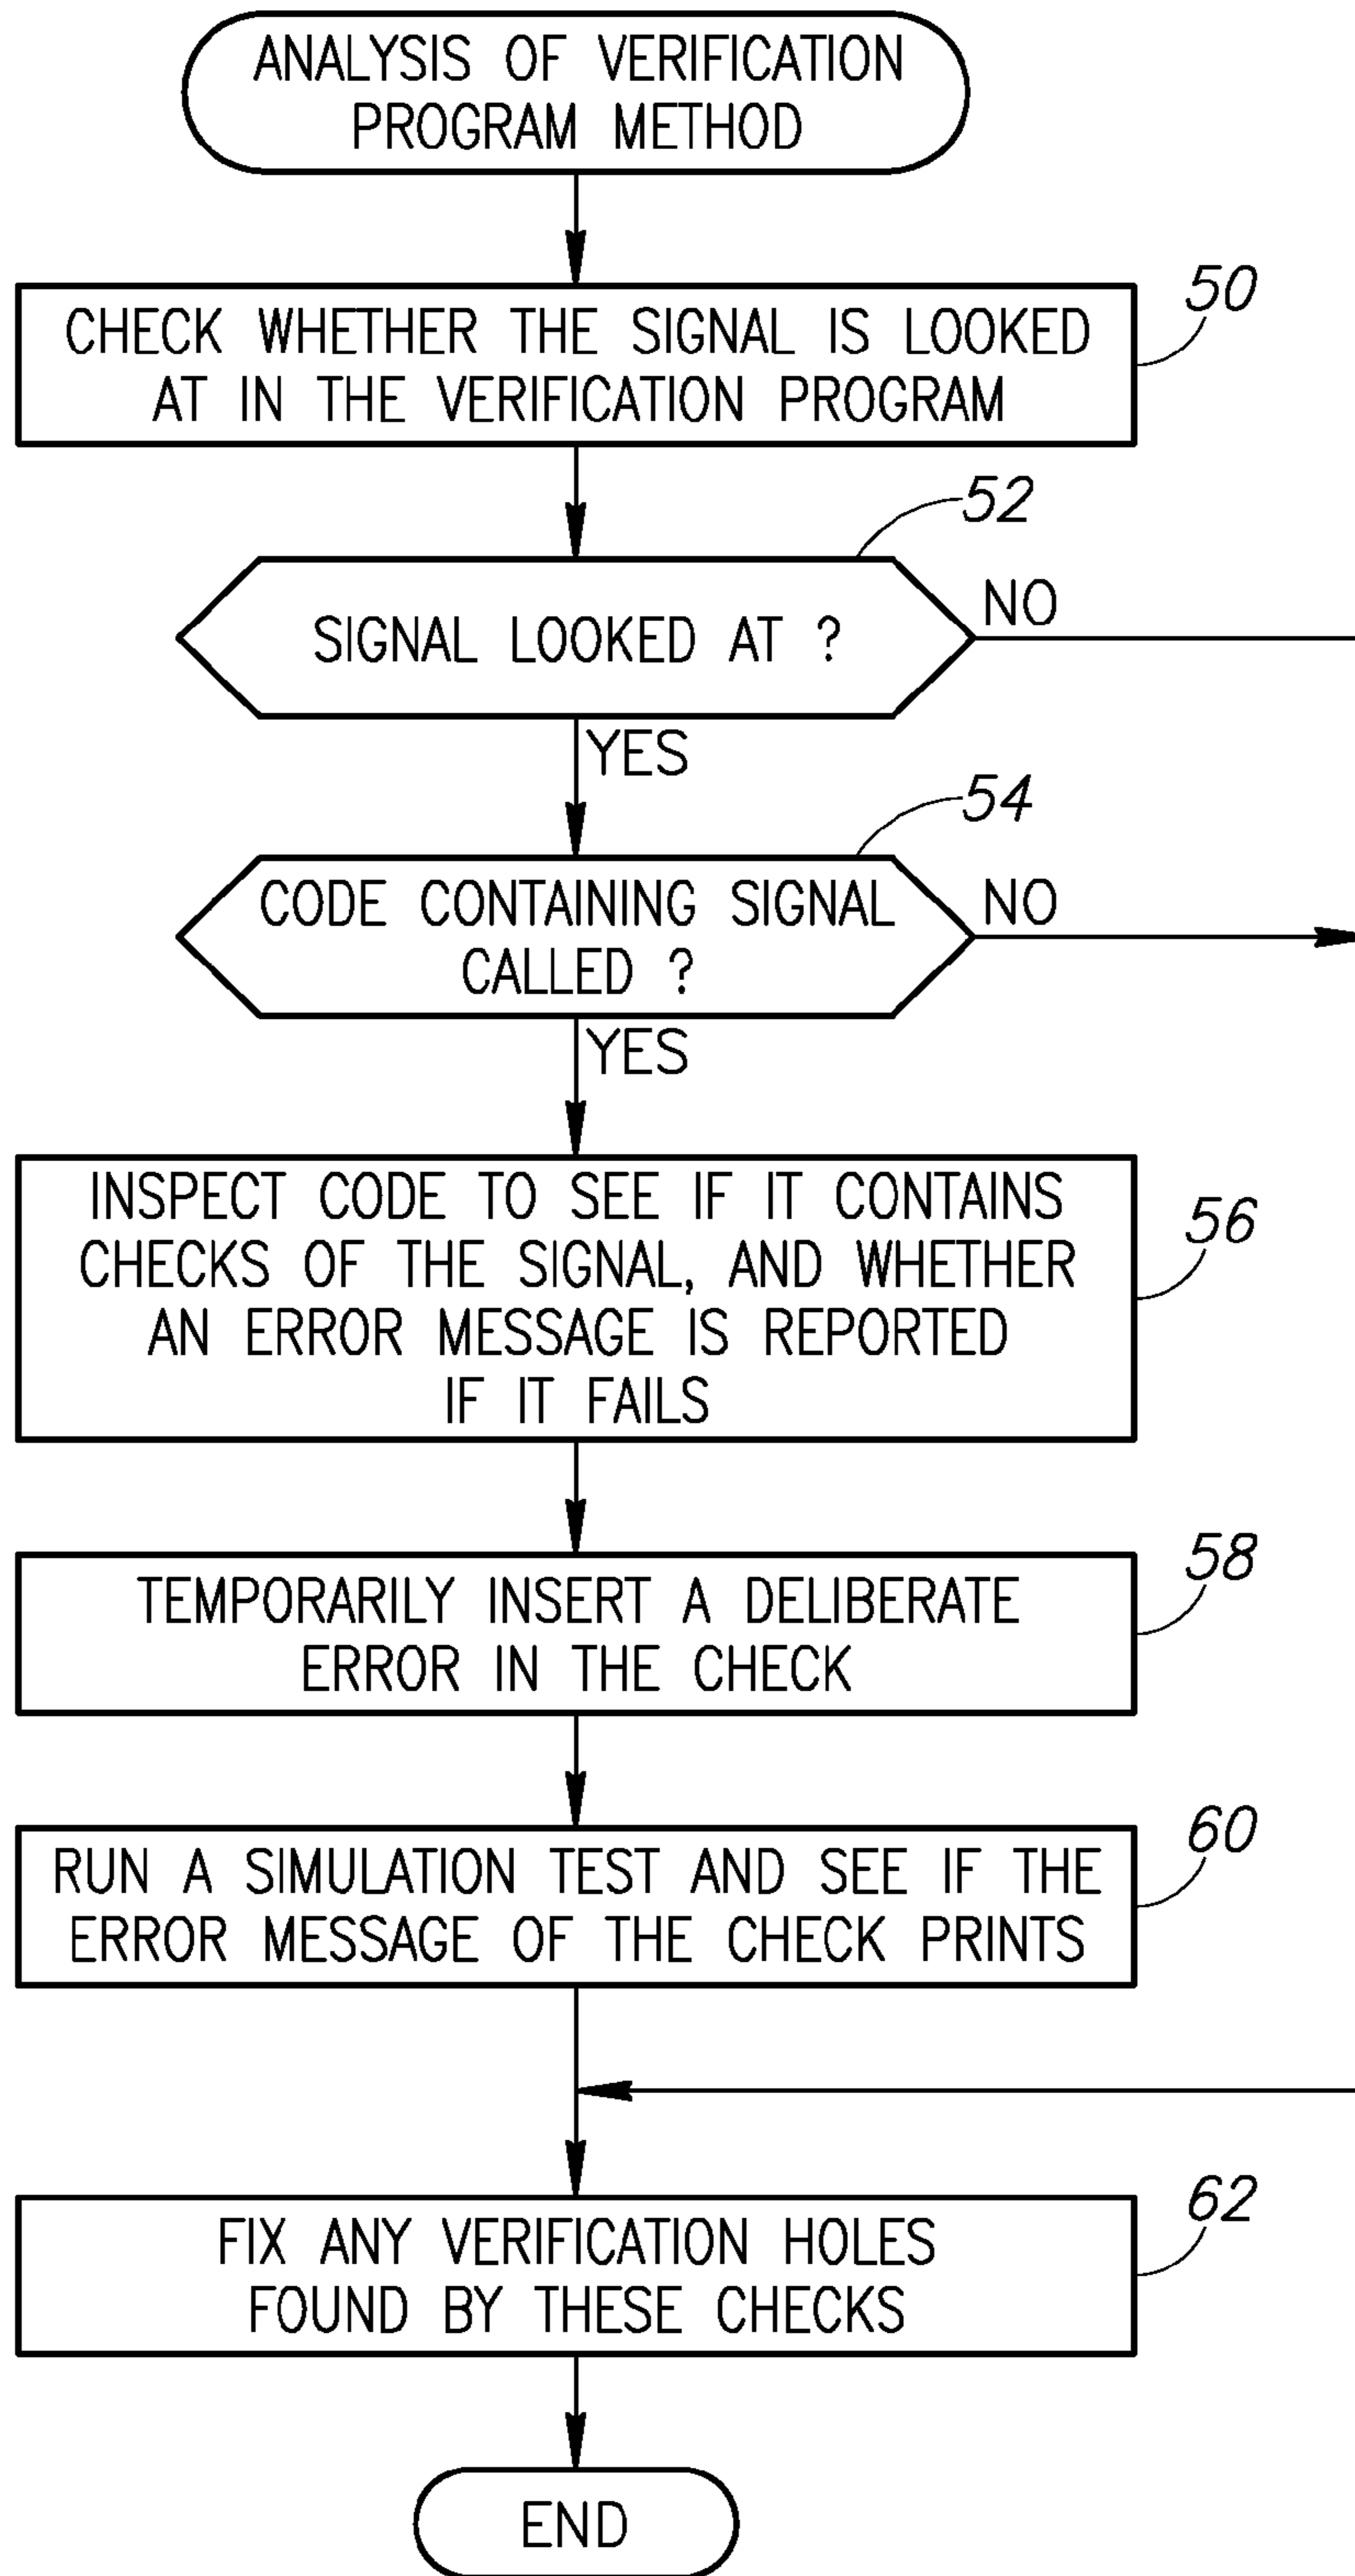 ANALYSIS OF VERIFICATION
PROGRAM METHOD
50
CHECK WHETHER THE SIGNAL IS LOOKED
AT IN THE VERIFICATION PROGRAM
52
SIGNAL LOOKED AT ?
NO
YES
54
CODE CONTAINING SIGNAL
CALLED ?
NO
YES
INSPECT CODE TO SEE IF IT CONTAINS
CHECKS OF THE SIGNAL, AND WHETHER
AN ERROR MESSAGE IS REPORTED
IF IT FAILS
56
TEMPORARILY INSERT A DELIBERATE
ERROR IN THE CHECK
58
RUN A SIMULATION TEST AND SEE IF THE
ERROR MESSAGE OF THE CHECK PRINTS
60
FIX ANY VERIFICATION HOLES
FOUND BY THESE CHECKS
62
END